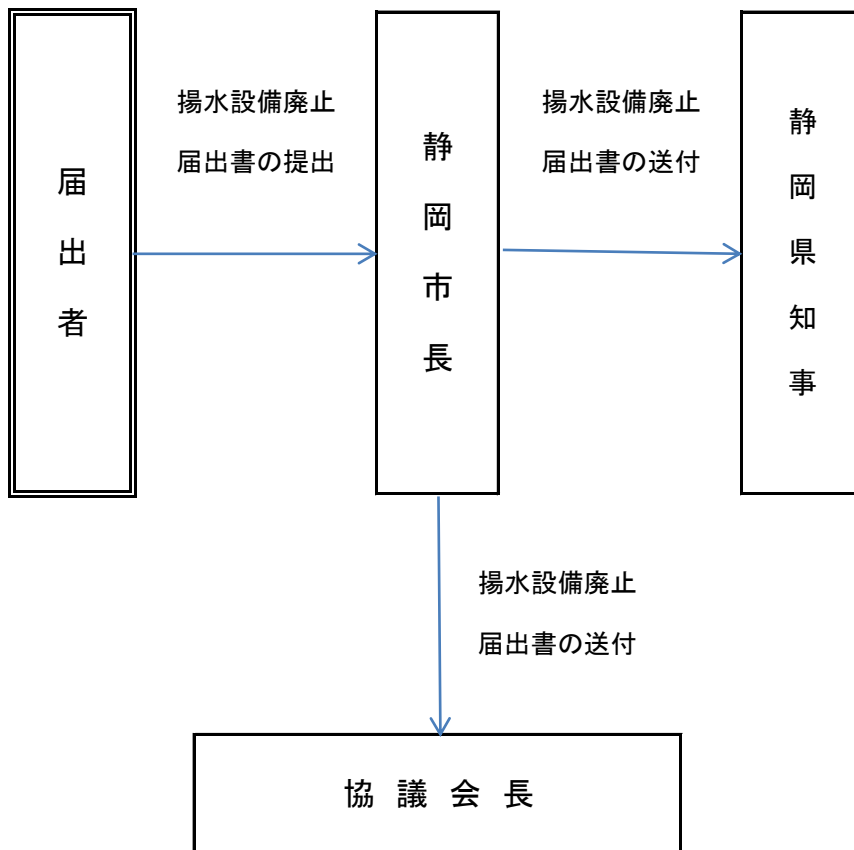 届出者
揚水設備廃止
届出書の提出
静岡市長
揚水設備廃止
届出書の送付
静岡県知事
揚水設備廃止
届出書の送付
協議会長